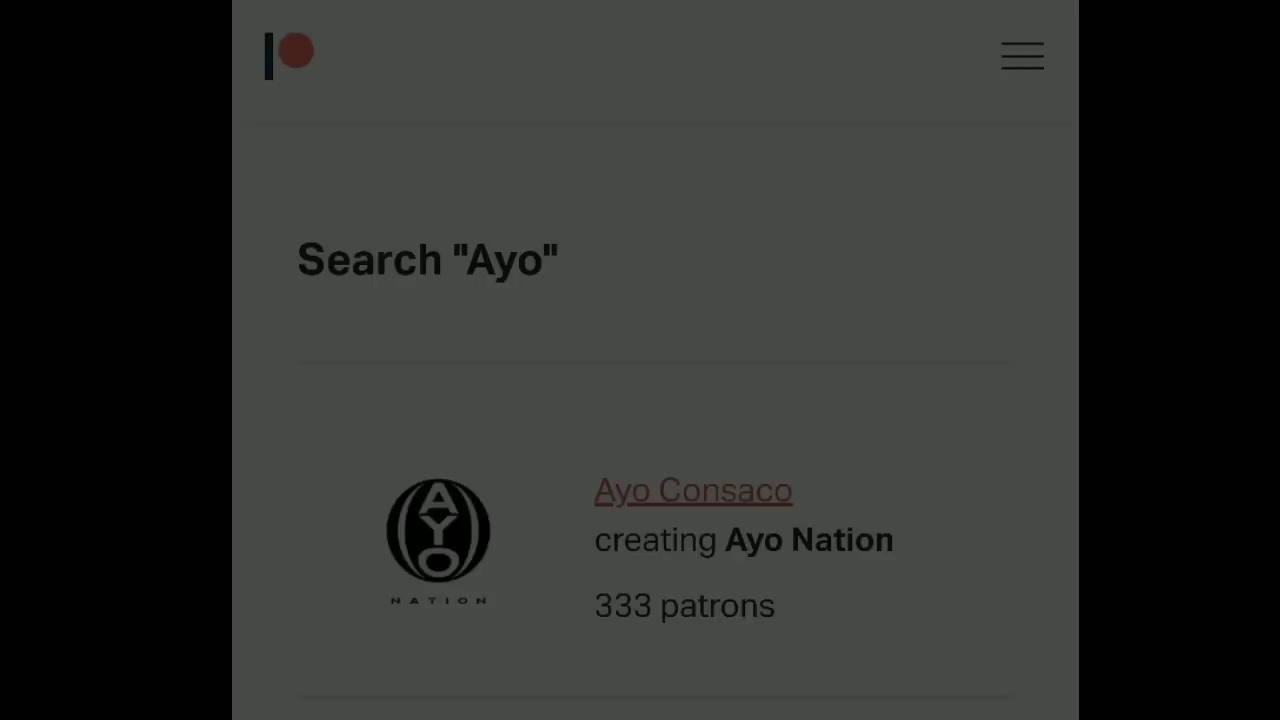 Search "Ayo"
AYO
NATION
Ayo Consaco
creating Ayo Nation
333 patrons